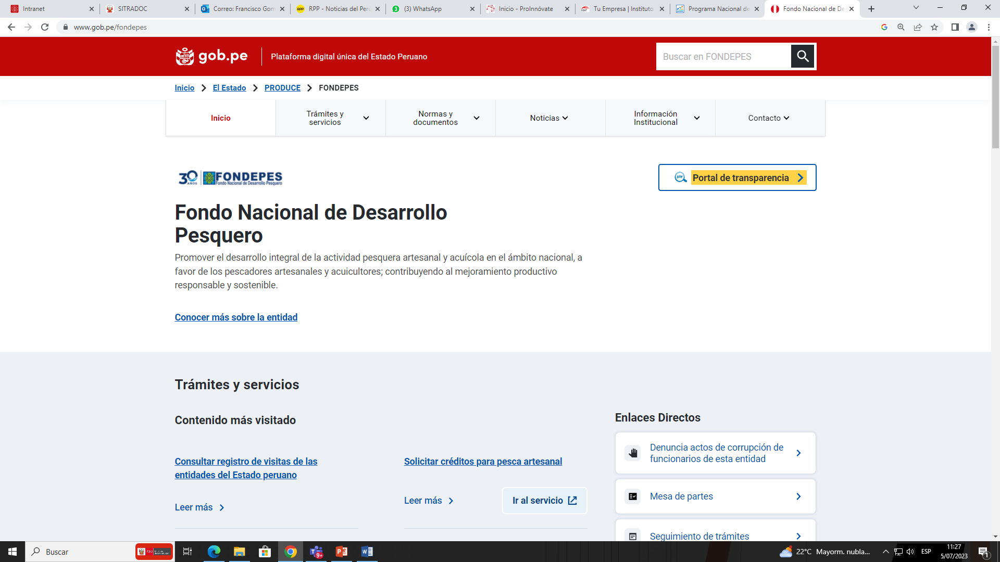 Intranet
SITRADOC
Correo: Francisco Gom
RPP - Noticias del Per
(3) WhatsApp
Inicio - ProInnóvate
Tu Empresa | Instituto
Programa Nacional de
Fondo Nacional de De
www.gob.pe/fondepes
gob.pe
Plataforma digital única del Estado Peruano
Buscar en FONDEPES
Inicio
El Estado
PRODUCE
FONDEPES
Inicio
Trámites y
servicios
Normas y
documentos
Noticias
Información
Institucional
Contacto
30 AÑOS
FONDEPES
Fondo Nacional de Desarrollo Pesquero
pte
Portal de transparencia
Fondo Nacional de Desarrollo
Pesquero
Promover el desarrollo integral de la actividad pesquera artesanal y acuícola en el ámbito nacional, a
favor de los pescadores artesanales y acuicultores; contribuyendo al mejoramiento productivo
responsable y sostenible.
Conocer más sobre la entidad
Trámites y servicios
Contenido más visitado
Consultar registro de visitas de las
entidades del Estado peruano
Leer más
Solicitar créditos para pesca artesanal
Leer más
Ir al servicio
Enlaces Directos
Denuncia actos de corrupción de
funcionarios de esta entidad
Mesa de partes
Seguimiento de trámites
Buscar
PERÚ
9+
22°C Mayorm. nubla...
ESP
11:27
5/07/2023
1